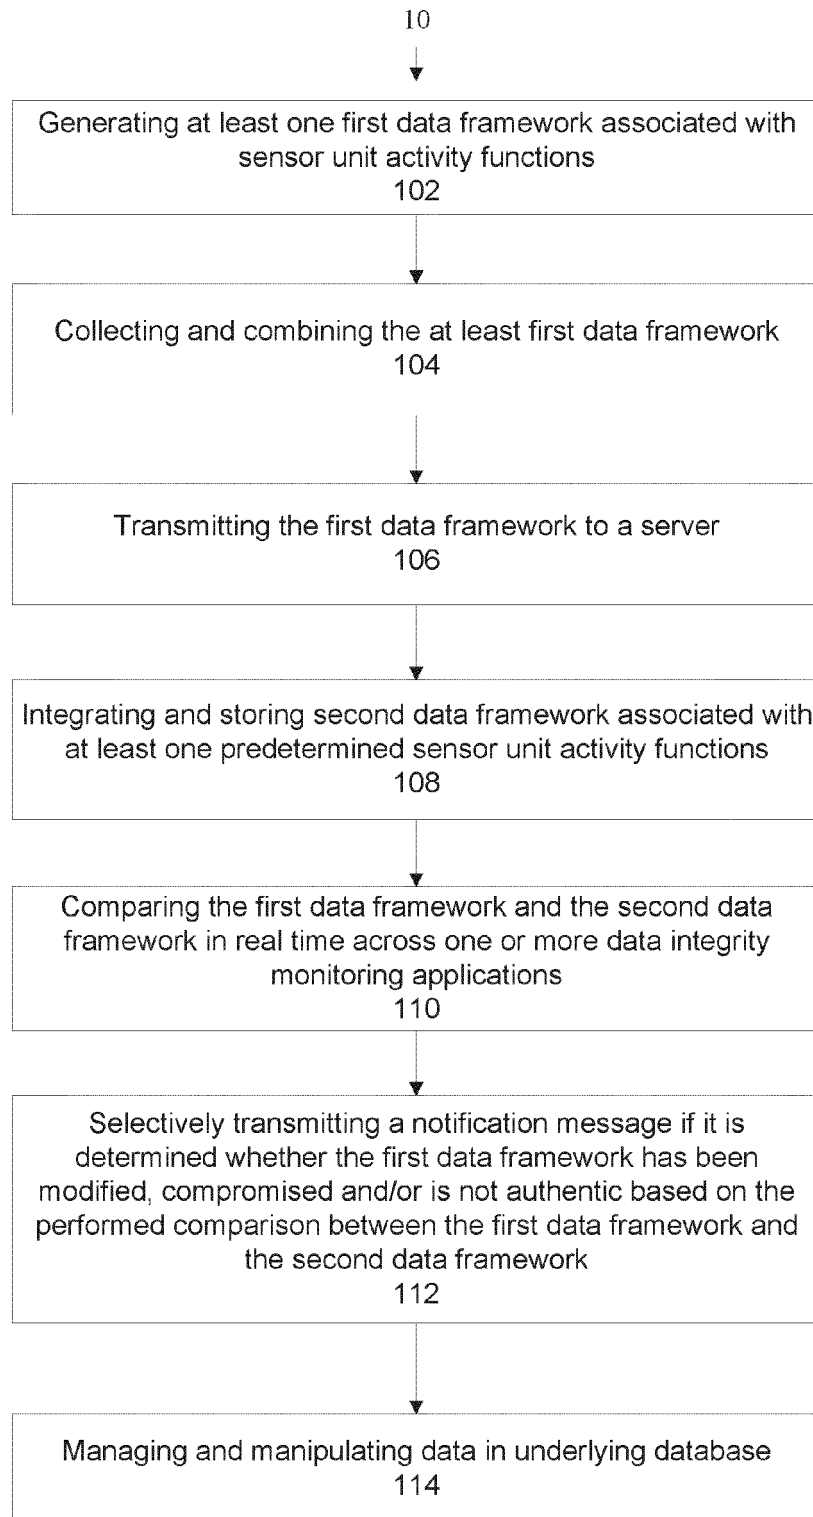 10
Generating at least one first data framework associated with
sensor unit activity functions
102
Collecting and combining the at least first data framework
104
Transmitting the first data framework to a server
106
Integrating and storing second data framework associated with
at least one predetermined sensor unit activity functions
108
Comparing the first data framework and the second data
framework in real time across one or more data integrity
monitoring applications
110
Selectively transmitting a notification message if it is
determined whether the first data framework has been
modified, compromised and/or is not authentic based on the
performed comparison between the first data framework and
the second data framework
112
Managing and manipulating data in underlying database
114